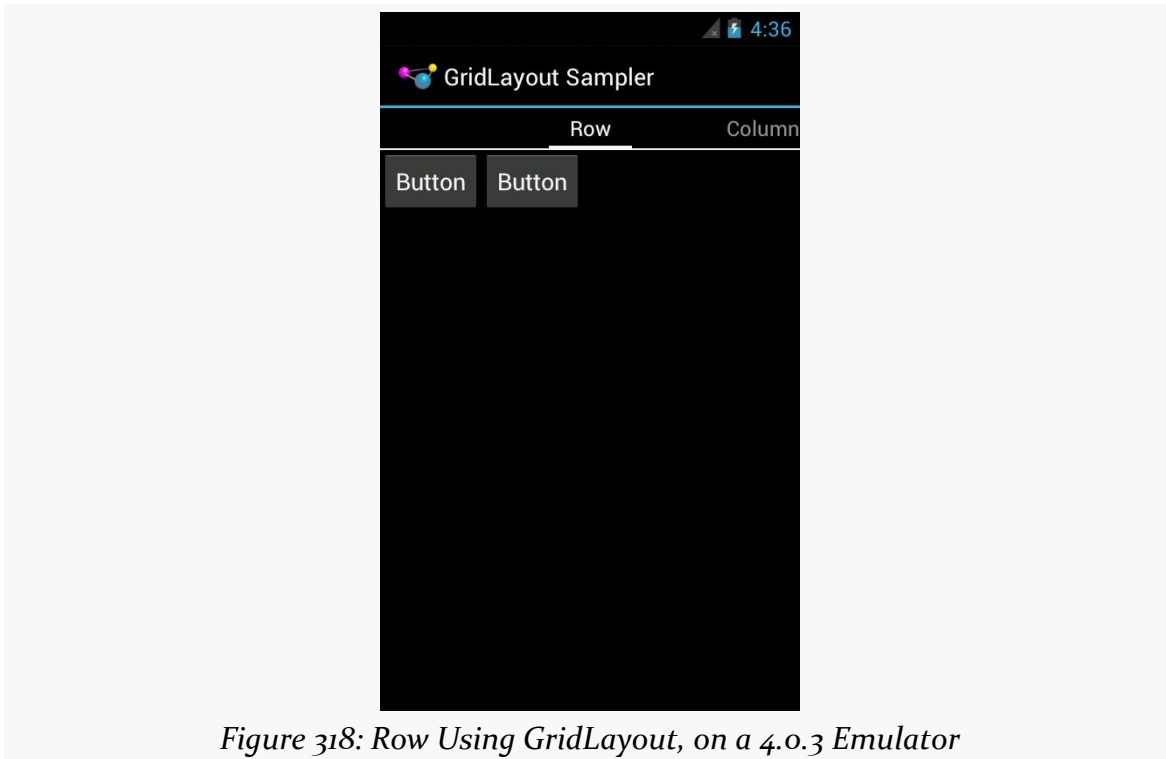 4:36
GridLayout Sampler
Row Column
Button Button
Figure 318: Row Using GridLayout, on a 4.0.3 Emulator